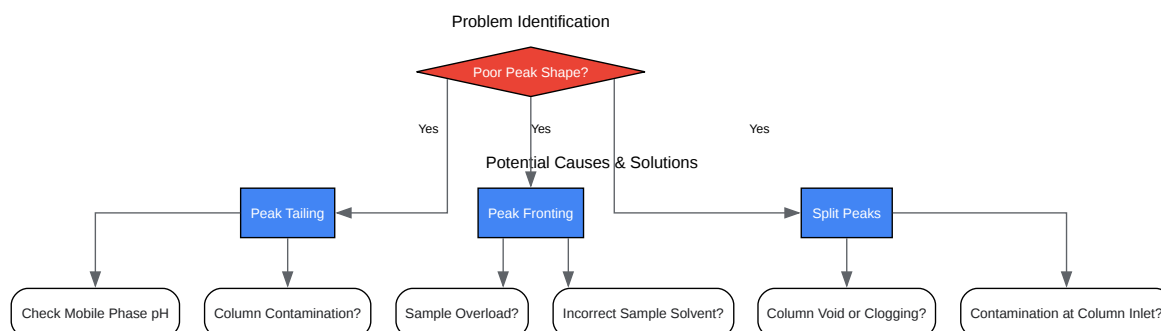 Problem Identification
Poor Peak Shape?
Yes
Yes
Yes
Potential Causes & Solutions
Peak Tailing
Peak Fronting
Split Peaks
Check Mobile Phase pH
Column Contamination?
Sample Overload?
Incorrect Sample Solvent?
Column Void or Clogging?
Contamination at Column Inlet?